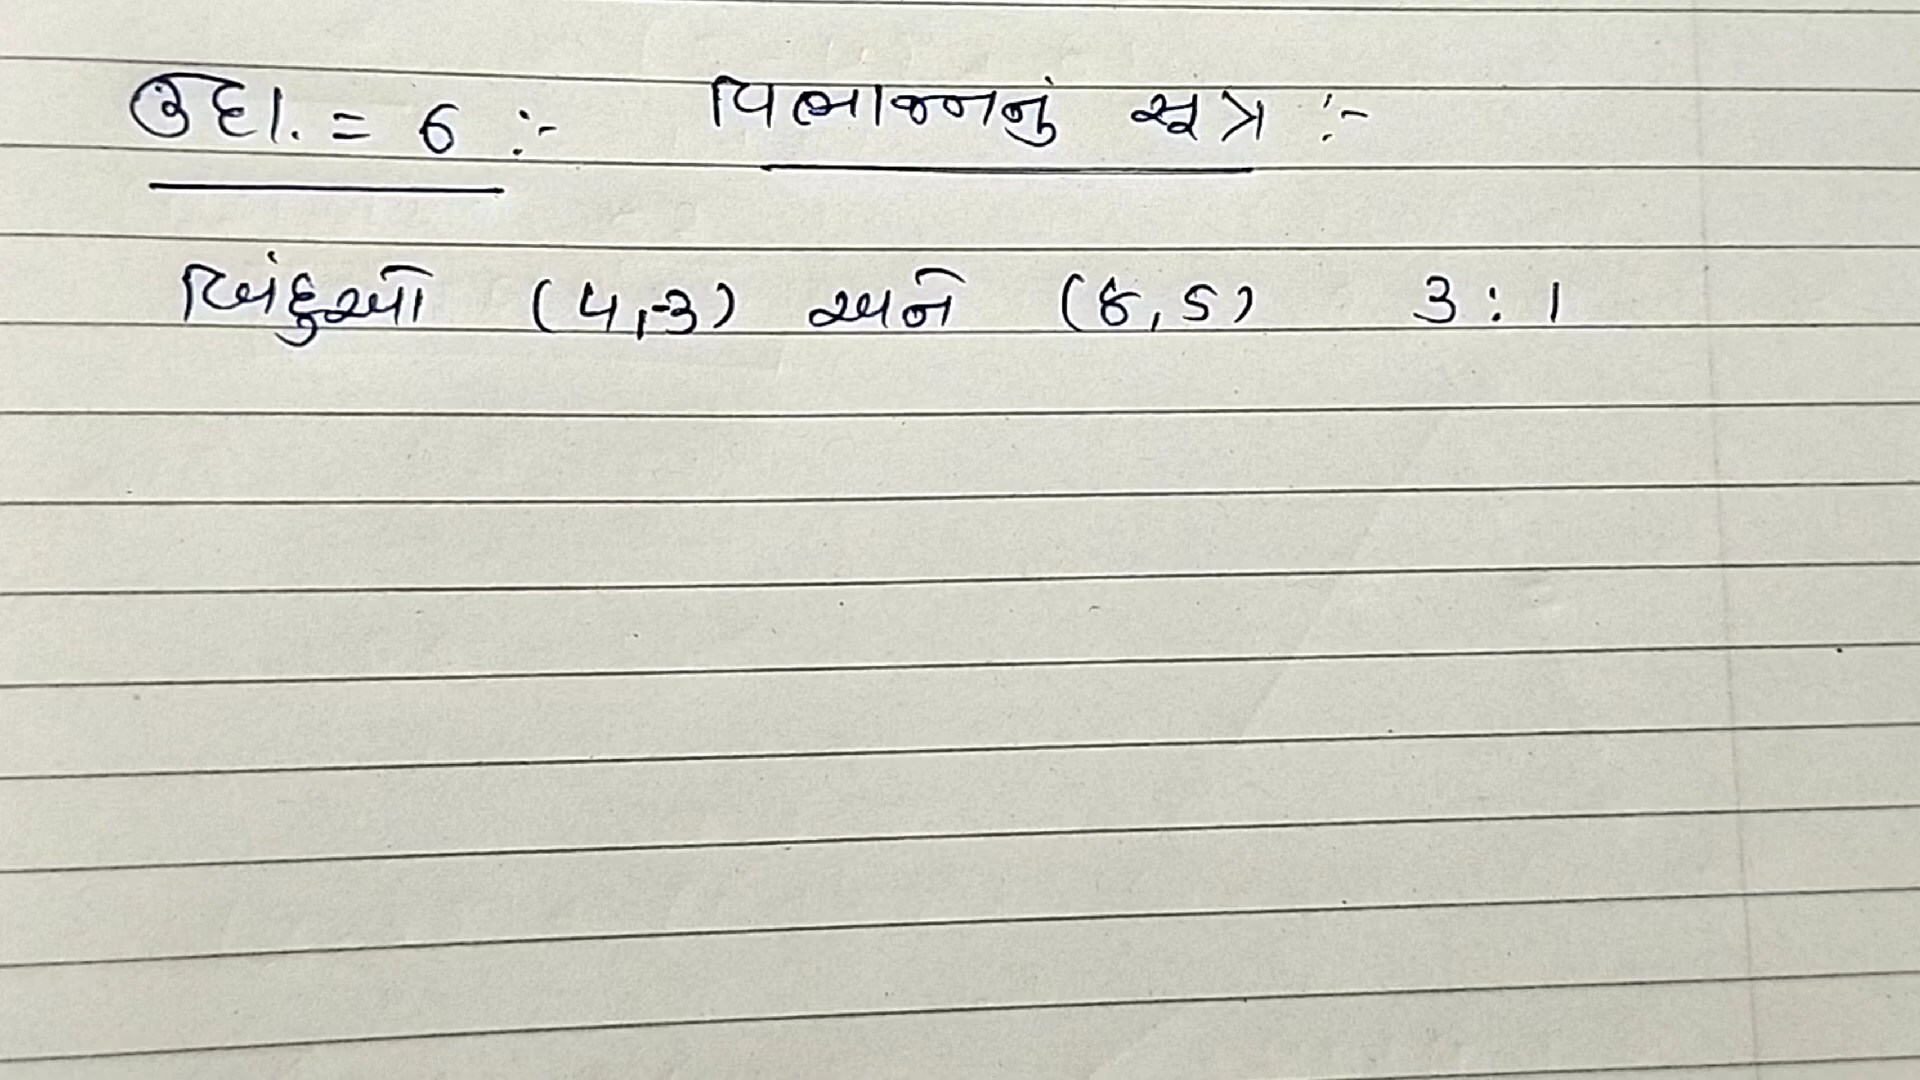 ઉદા. = 6 :- વિભાજનનું સૂત્ર :-
બિંદુઓ (4,-3) અને (8,5) 3 : 1